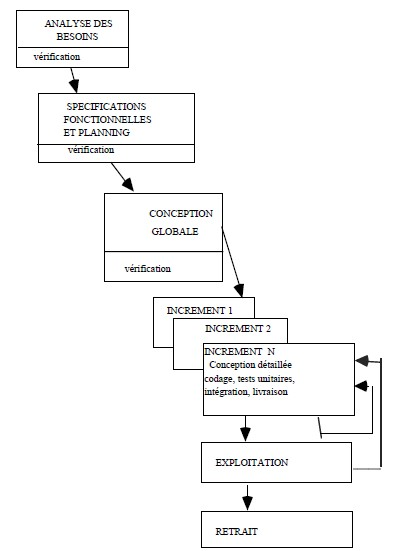 ANALYSE DES
BESOINS
vérification
SPECIFICATIONS
FONCTIONNELLES
ET PLANNING
vérification
CONCEPTION
GLOBALE
vérification
INCREMENT 1
INCREMENT 2
INCREMENT N
Conception détaillée
codage, tests unitaires,
intégration, livraison
EXPLOITATION
RETRAIT